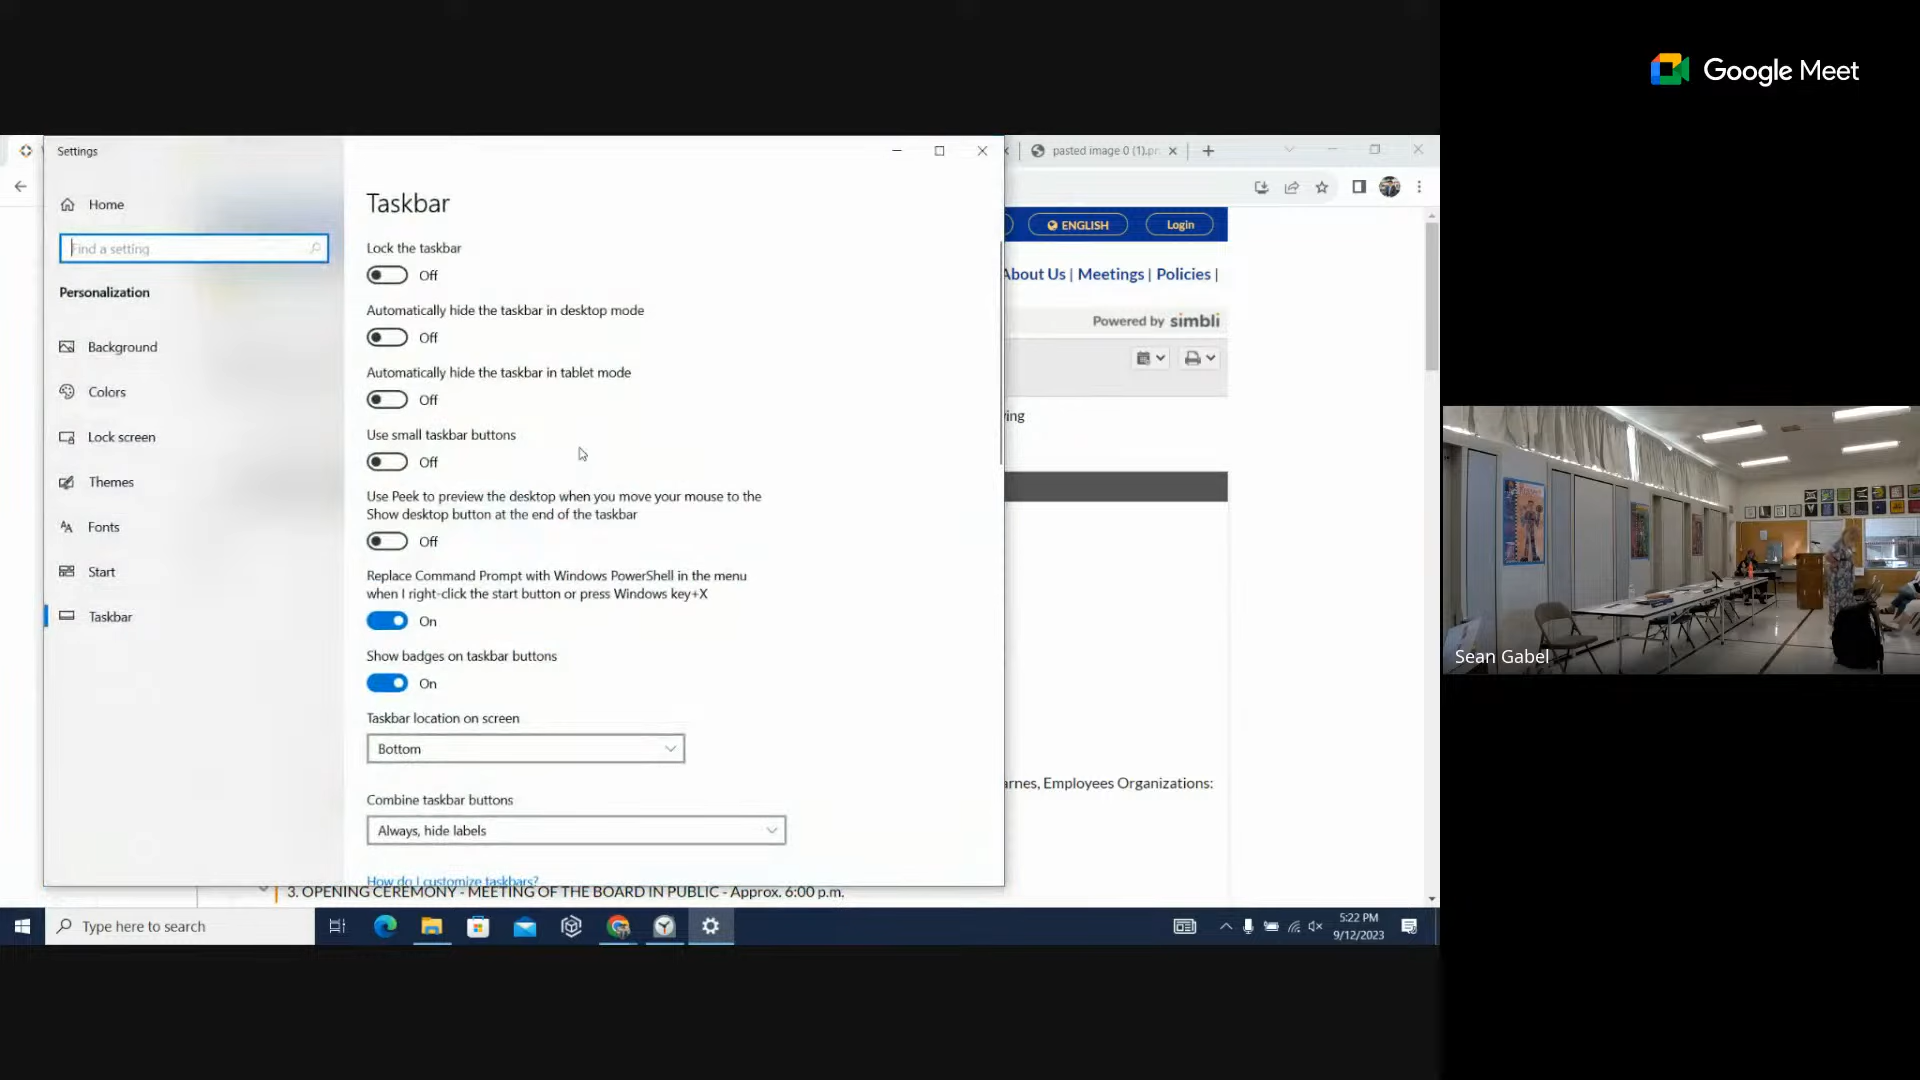 Google Meet
Settings
pasted image 0 (1).pr
Home
Find a setting
Personalization
Background
Colors
Lock screen
Themes
Fonts
Start
Taskbar
Taskbar
Lock the taskbar
Off
Automatically hide the taskbar in desktop mode
Off
Automatically hide the taskbar in tablet mode
Off
Use small taskbar buttons
Off
Use Peek to preview the desktop when you move your mouse to the
Show desktop button at the end of the taskbar
Off
Replace Command Prompt with Windows PowerShell in the menu
when I right-click the start button or press Windows key+X
On
Show badges on taskbar buttons
On
Taskbar location on screen
Bottom
Combine taskbar buttons
Always, hide labels
How do I customize taskbars?
ENGLISH
Login
About Us | Meetings | Policies |
Powered by simbli
ing
arnes, Employees Organizations:
3. OPENING CEREMONY - MEETING OF THE BOARD IN PUBLIC - Approx. 6:00 p.m.
Type here to search
5:22 PM
9/12/2023
Sean Gabel